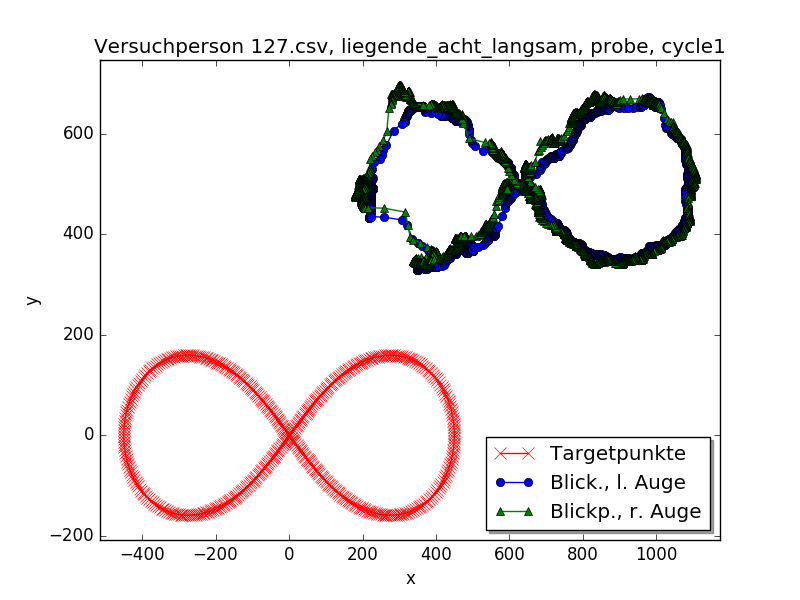 Versuchperson 127.csv, liegende_acht_langsam, probe, cycle1
y
600
400
200
0
−200
−400 −200 0 200 400 600 800 1000
x
Targetpunkte
Blick., l. Auge
Blickp., r. Auge